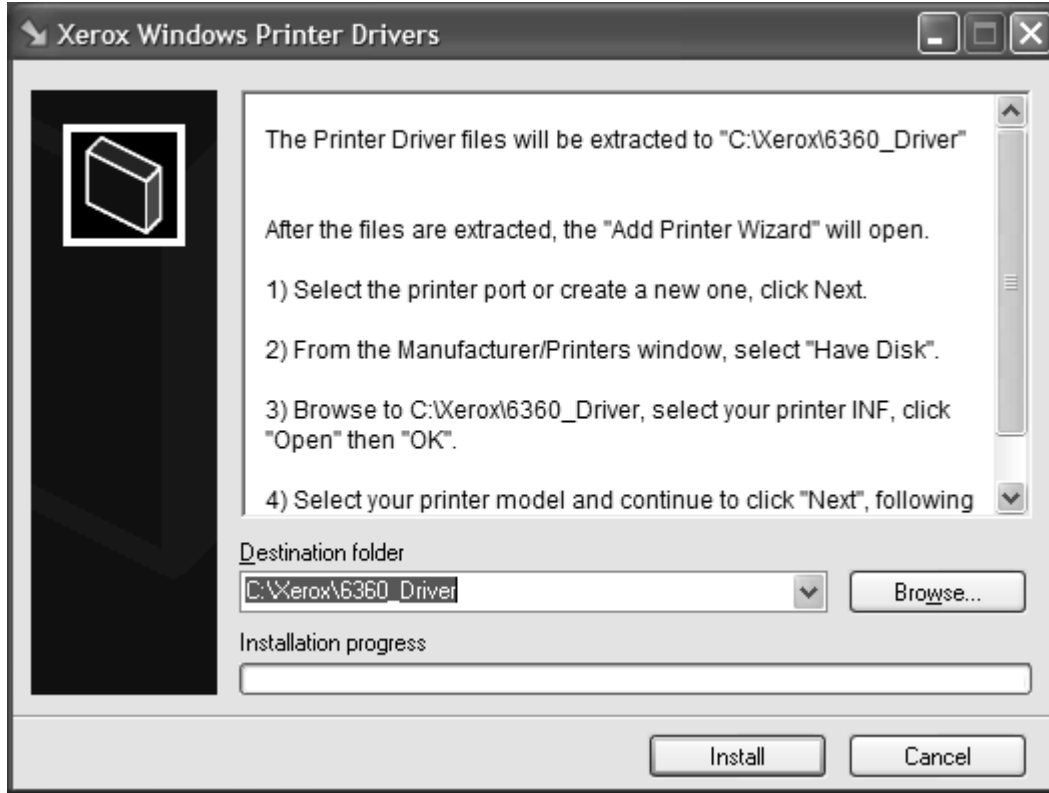 Xerox Windows Printer Drivers
The Printer Driver files will be extracted to "C:\Xerox\6360_Driver"
After the files are extracted, the "Add Printer Wizard" will open.
1) Select the printer port or create a new one, click Next.
2) From the Manufacturer/Printers window, select "Have Disk".
3) Browse to C:\Xerox\6360_Driver, select your printer INF, click
"Open" then "OK".
4) Select your printer model and continue to click "Next", following
Destination folder
C:\Xerox\6360_Driver
Browse...
Installation progress
Install
Cancel